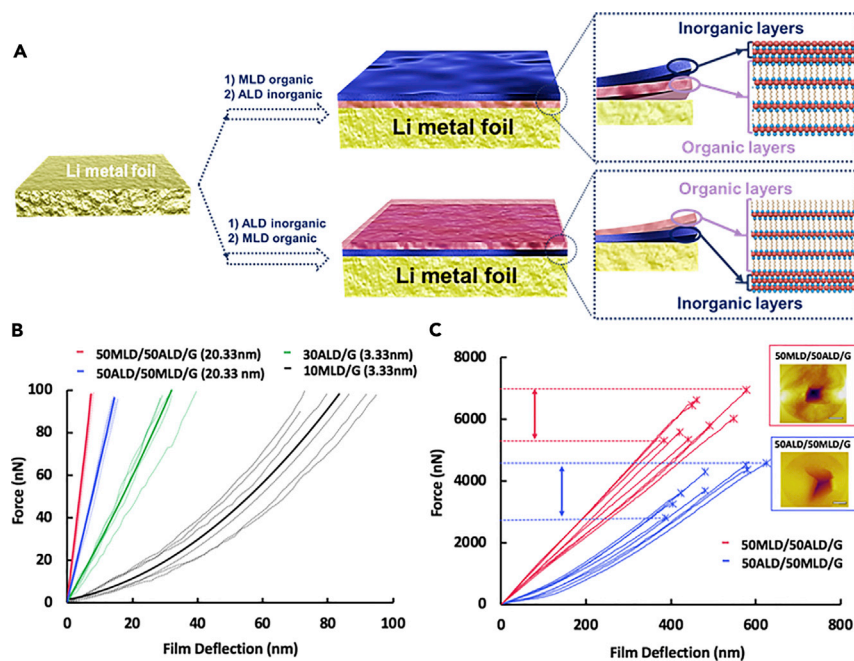 A
1) MLD organic
2) ALD inorganic
Li metal foil
Inorganic layers
Organic layers
Li metal foil
1) ALD inorganic
2) MLD organic
Li metal foil
Organic layers
Inorganic layers
B
50MLD/50ALD/G (20.33nm)
50ALD/50MLD/G (20.33 nm)
30ALD/G (3.33nm)
10MLD/G (3.33nm)
Force (nN)
100
80
60
40
20
0
0 20 40 60 80 100
Film Deflection (nm)
C
Force (nN)
8000
6000
4000
2000
0
0 200 400 600 800
Film Deflection (nm)
50MLD/50ALD/G
50ALD/50MLD/G
50MLD/50ALD/G
50ALD/50MLD/G